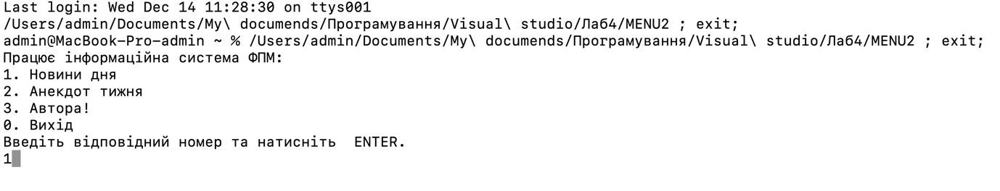 Last login: Wed Dec 14 11:28:30 on ttys001
/Users/admin/Documents/My\ documends/Програмування/Visual\ studio/Лаб4/MENU2 ; exit;
admin@MacBook-Pro-admin ~ % /Users/admin/Documents/My\ documends/Програмування/Visual\ studio/Лаб4/MENU2 ; exit;
Працює інформаційна система ФПМ:
1. Новини дня
2. Анекдот тижня
3. Автора!
0. Вихід
Введіть відповідний номер та натисніть  ENTER.
1